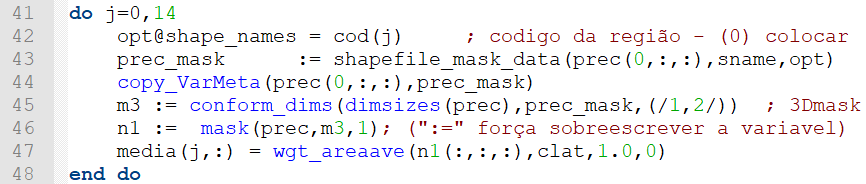 41 do j=0,14
42 opt@shape_names = cod(j) ; codigo da região - (0) colocar
43 prec_mask := shapefile_mask_data(prec(0,:,:),sname,opt)
44 copy_VarMeta(prec(0,:,:),prec_mask)
45 m3 := conform_dims(dimsizes(prec),prec_mask,(/1,2/)) ; 3Dmask
46 n1 := mask(prec,m3,1); (":=" força sobreescrever a variavel)
47 media(j,:) = wgt_areaave(n1(:,:,:),clat,1.0,0)
48 end do